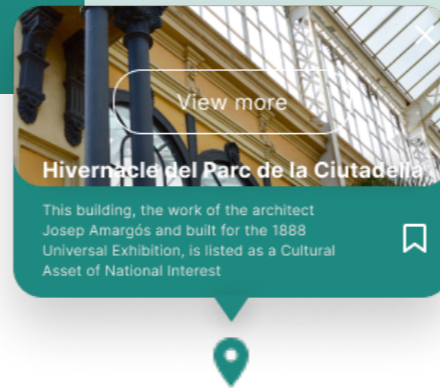 View more
Hivernacle del Parc de la Ciutadella
This building, the work of the architect
Josep Amargós and built for the 1888
Universal Exhibition, is listed as a Cultural
Asset of National Interest